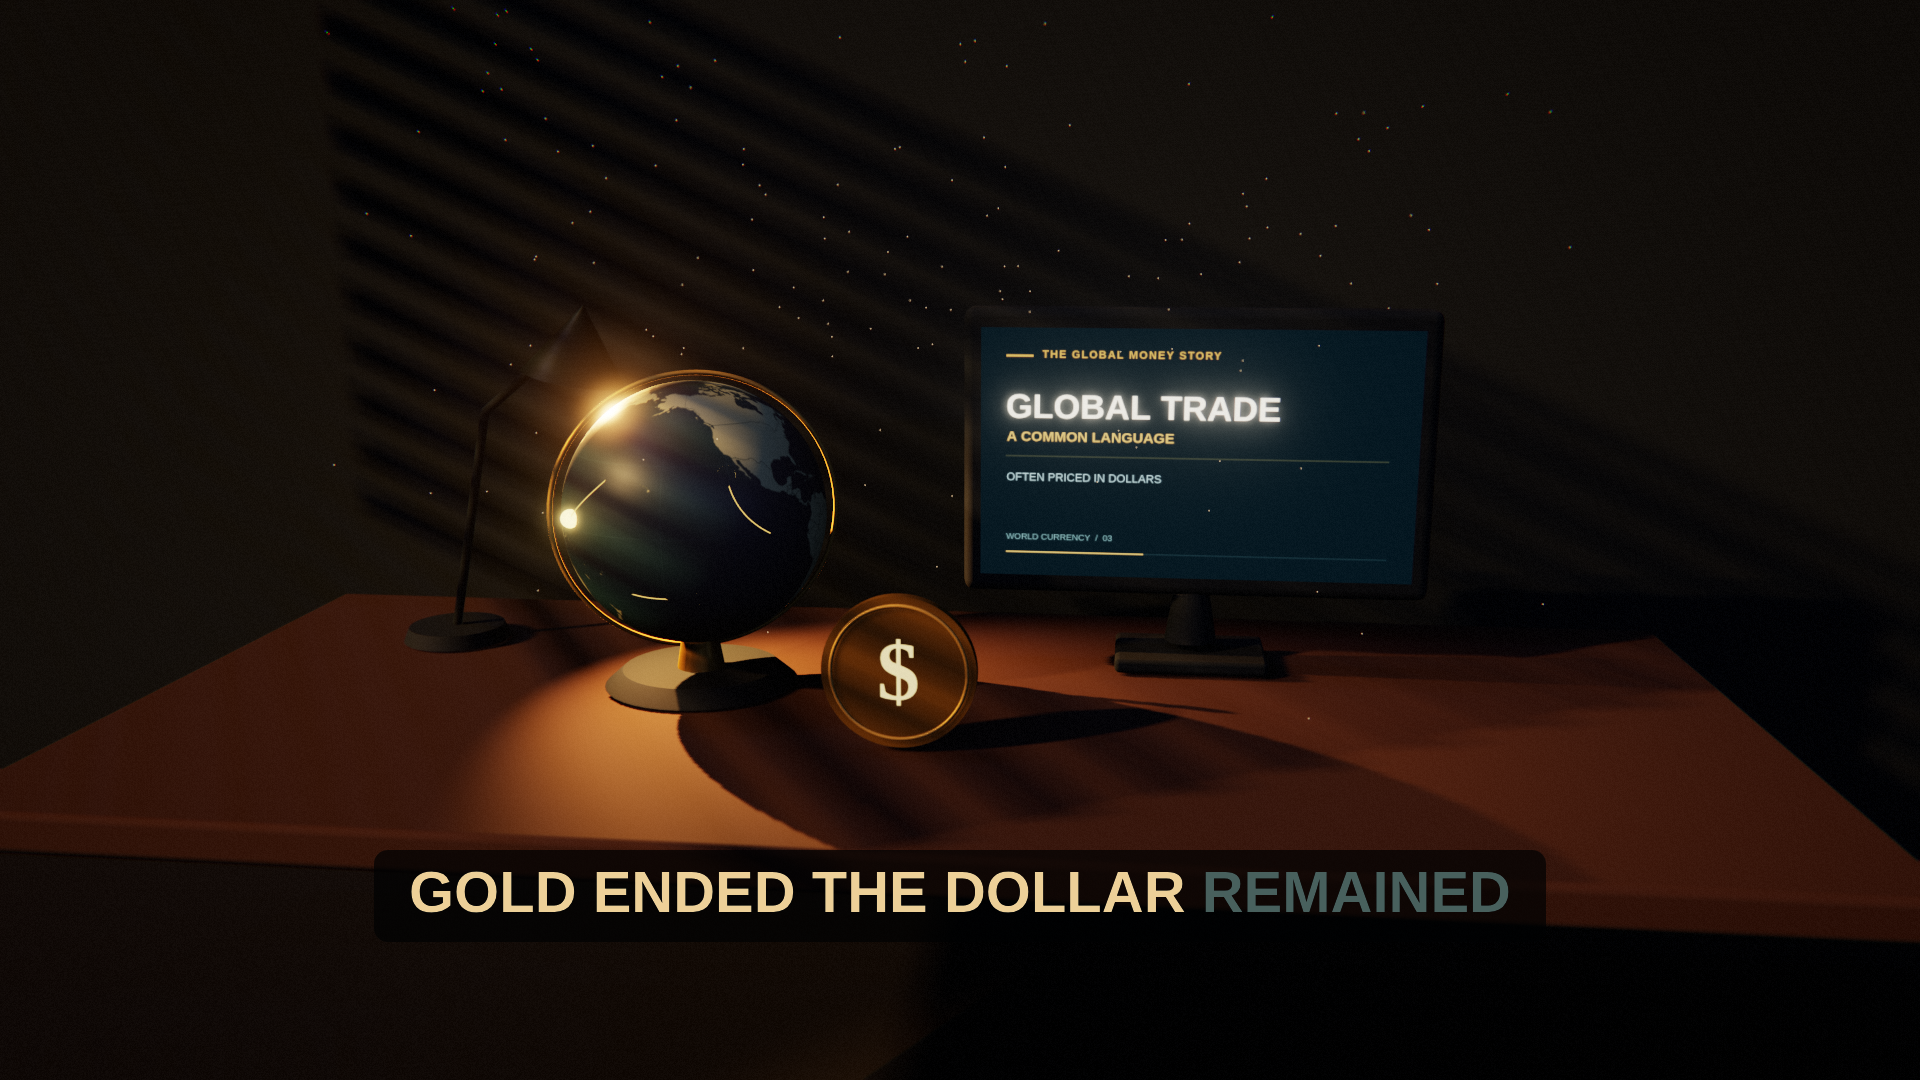 THE GLOBAL MONEY STORY
GLOBAL TRADE
A COMMON LANGUAGE
OFTEN PRICED IN DOLLARS
WORLD CURRENCY / 03
$
GOLD ENDED THE DOLLAR REMAINED